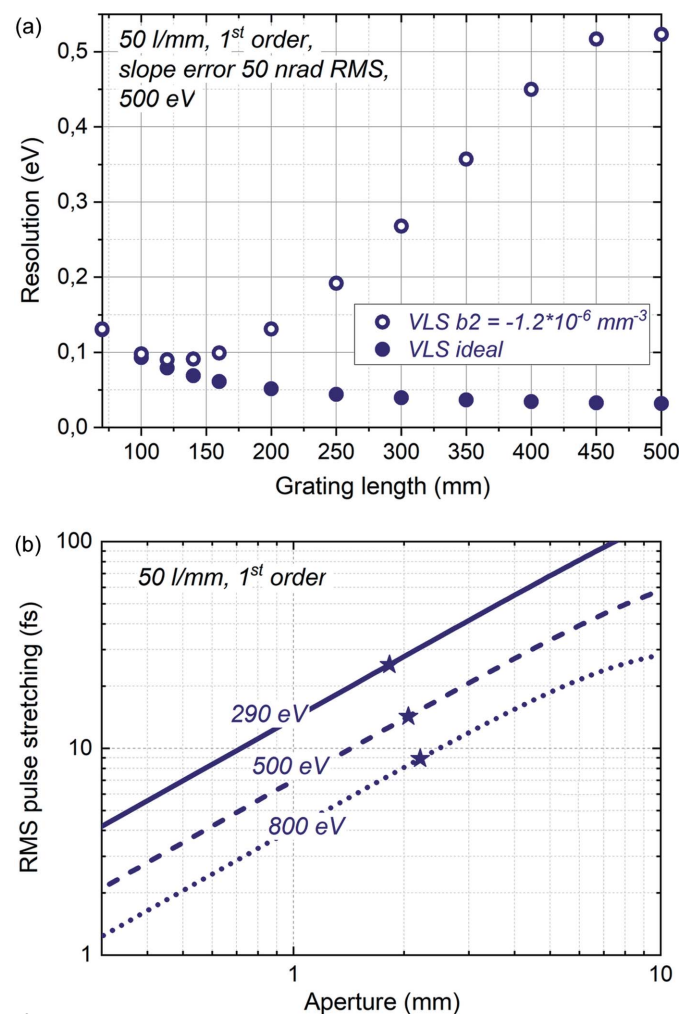 (a)
50 l/mm, 1st order,
slope error 50 nrad RMS,
500 eV
0,5
0,4
0,3
0,2
0,1
0,0
Resolution (eV)
VLS b2 = -1.2*10-6 mm-3
VLS ideal
100 150 200 250 300 350 400 450 500
Grating length (mm)
(b)
50 l/mm, 1st order
100
10
1
RMS pulse stretching (fs)
290 eV
500 eV
800 eV
1 10
Aperture (mm)